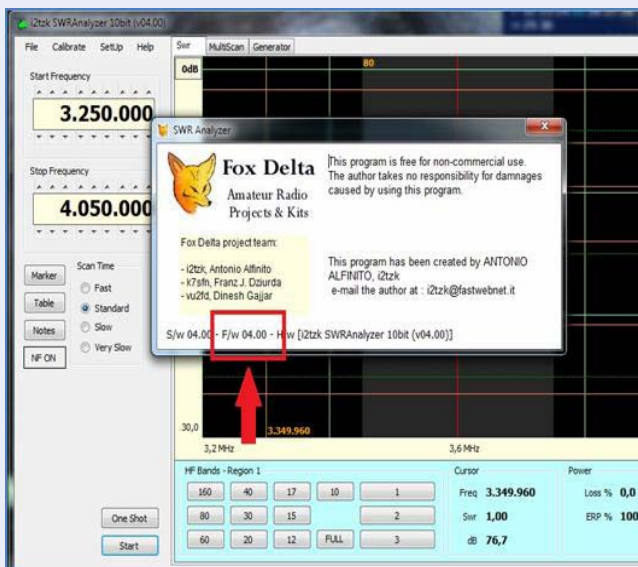 i2tzk SWRAnalyzer 10bit (v04.00)
File Calibrate SetUp Help
Swr MultiScan Generator
Start Frequency
3.250.000
Stop Frequency
4.050.000
Marker
Table
Notes
NF ON
Scan Time
Fast
Standard
Slow
Very Slow
One Shot
Start
0dB
80
SWR Analyzer
Fox Delta
Amateur Radio
Projects & Kits
Fox Delta project team:
- i2tzk, Antonio Alfinito
- k7sfn, Franz J. Dziurda
- vu2fd, Dinesh Gajjar
This program is free for non-commercial use.
The author takes no responsibility for damnages
caused by using this program.
This program has been created by ANTONIO
ALFINITO, i2tzk
e-mail the author at : i2tzk@fastwebnet.it
S/w 04.00 - F/w 04.00 - H/w [i2tzk SWRAnalyzer 10bit (v04.00)]
30,0
3.349.960
3,2 MHz 3,6 MHz
HF Bands - Region 1
160 40 17 10 1
80 30 15 2
60 20 12 FULL 3
Cursor
Freq 3.349.960
Swr 1,00
dB 76,7
Power
Loss % 0,0
ERP % 100